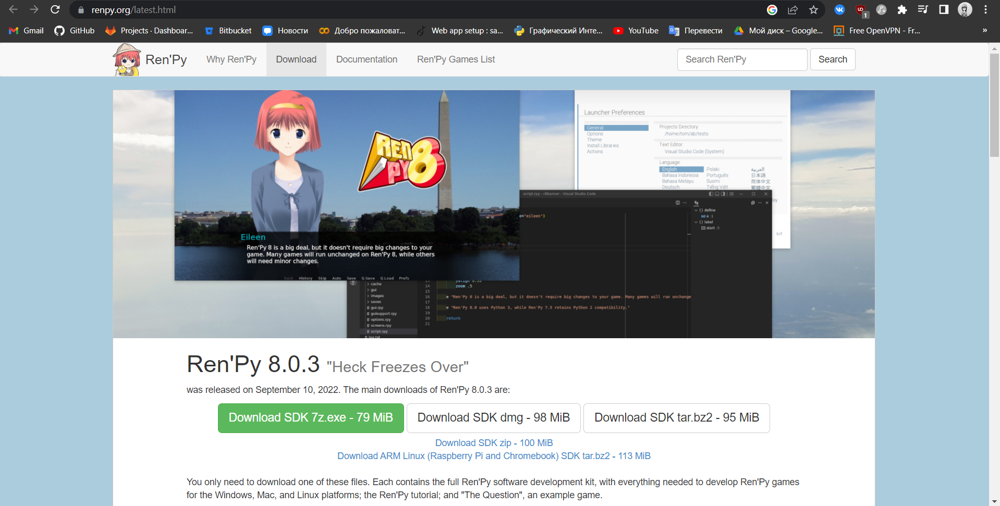 renpy.org/latest.html
1
Gmail
GitHub
Projects · Dashboar...
Bitbucket
Новости
Добро пожаловат...
Web app setup : sa...
Графический Инте...
YouTube
Перевести
Мой диск – Google...
Free OpenVPN - Fr...
»
Ren'Py
Why Ren'Py
Download
Documentation
Ren'Py Games List
Search Ren'Py
Search
REN PY 8
Eileen
Ren'Py 8 is a big deal, but it doesn't require big changes to your
game. Many games will run unchanged on Ren'Py 8, while others
will need minor changes.
Back History Skip Auto Save Q.Save Q.Load Prefs
Launcher Preferences
General
Options
Theme
Install Libraries
Actions
Projects Directory:
/home/tom/ab/tests
Text Editor
Visual Studio Code (System)
Language:
English
Bahasa Indonesia
Bahasa Melayu
Deutsch
Polski
Português
Suomi
Tiếng Việt
العربية
日本語
简体中文
繁體中文
quit
script.rpy - r8banner - Visual Studio Code
e="eileen")
define
e :1
label
start :3
cache
gui
images
saves
gui.rpy
guisupport.rpy
options.rpy
screens.rpy
script.rpy
log.txt
14 zoom .5
15
16 e "Ren'Py 8 is a big deal, but it doesn't require big changes to your game. Many games will run unchange
17
18 e "Ren'Py 8.0 uses Python 3, while Ren'Py 7.5 retains Python 2 compatibility."
19
20 return
21
Ren'Py 8.0.3 "Heck Freezes Over"
was released on September 10, 2022. The main downloads of Ren'Py 8.0.3 are:
Download SDK 7z.exe - 79 MiB
Download SDK dmg - 98 MiB
Download SDK tar.bz2 - 95 MiB
Download SDK zip - 100 MiB
Download ARM Linux (Raspberry Pi and Chromebook) SDK tar.bz2 - 113 MiB
You only need to download one of these files. Each contains the full Ren'Py software development kit, with everything needed to develop Ren'Py games
for the Windows, Mac, and Linux platforms; the Ren'Py tutorial; and "The Question", an example game.